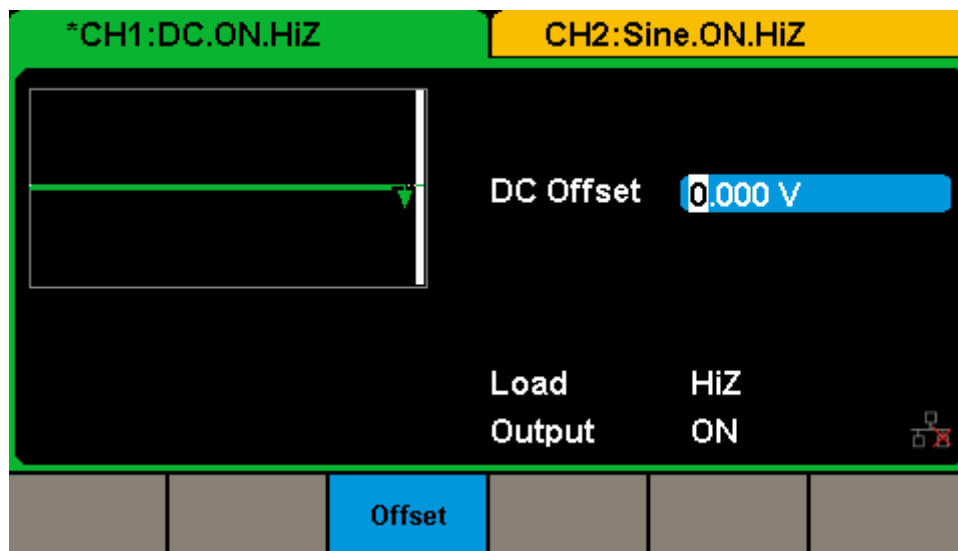 *CH1:DC.ON.HiZ
CH2:Sine.ON.HiZ
DC Offset 0.000 V
Load HiZ
Output ON
Offset